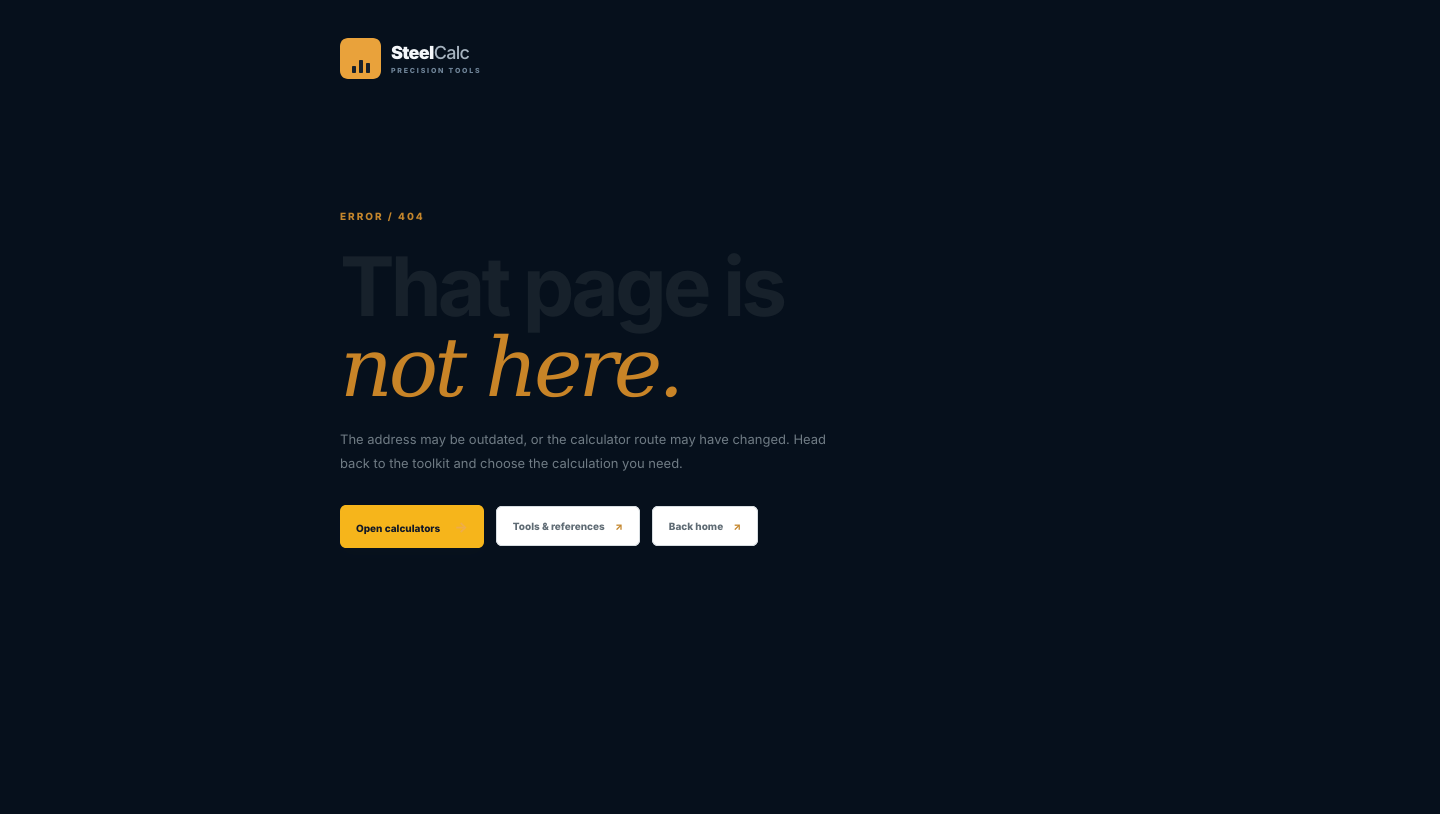 SteelCalc
PRECISION TOOLS
ERROR / 404
That page is
not here.
The address may be outdated, or the calculator route may have changed. Head
back to the toolkit and choose the calculation you need.
Open calculators
Tools & references ↗
Back home ↗